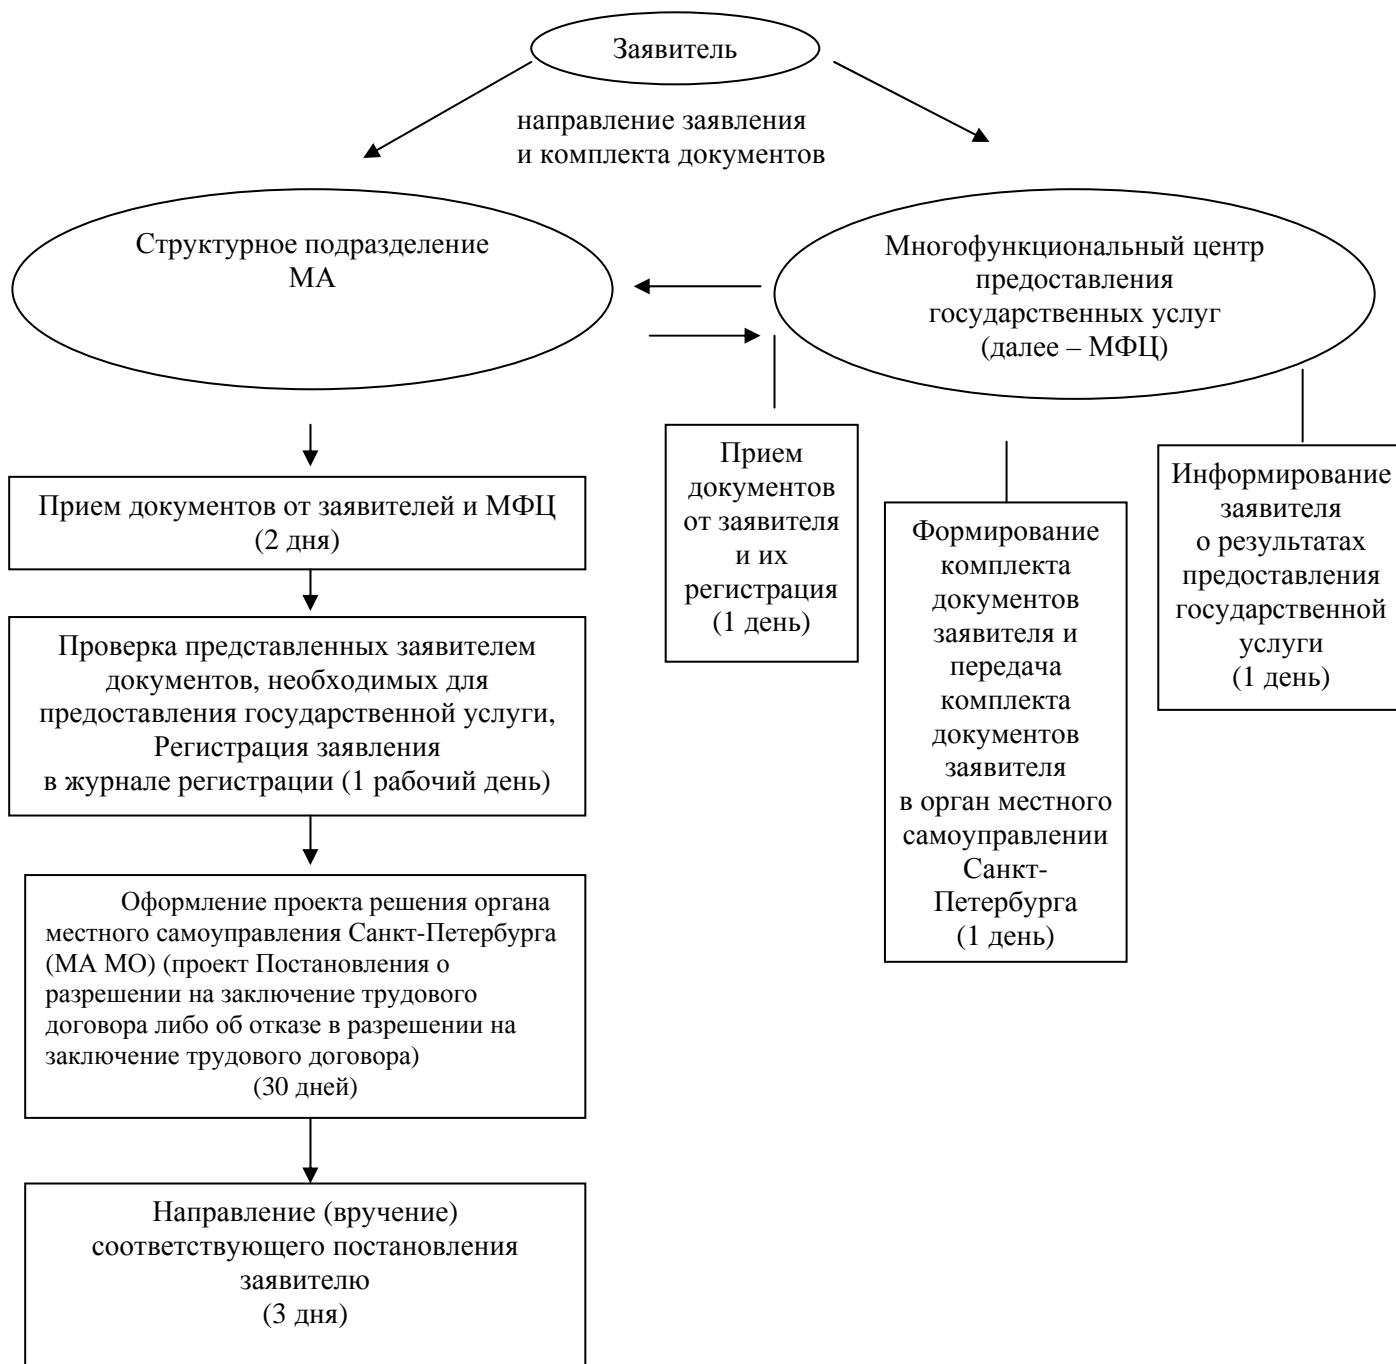 Заявитель
направление заявления
и комплекта документов
Структурное подразделение
МА
Многофункциональный центр
предоставления
государственных услуг
(далее – МФЦ)
Прием документов от заявителей и МФЦ
(2 дня)
Проверка представленных заявителем
документов, необходимых для
предоставления государственной услуги,
Регистрация заявления
в журнале регистрации (1 рабочий день)
Оформление проекта решения органа
местного самоуправления Санкт-Петербурга
(МА МО) (проект Постановления о
разрешении на заключение трудового
договора либо об отказе в разрешении на
заключение трудового договора)
(30 дней)
Направление (вручение)
соответствующего постановления
заявителю
(3 дня)
Прием
документов
от заявителя
и их
регистрация
(1 день)
Формирование
комплекта
документов
заявителя и
передача
комплекта
документов
заявителя
в орган местного
самоуправлении
Санкт-
Петербурга
(1 день)
Информирование
заявителя
о результатах
предоставления
государственной
услуги
(1 день)